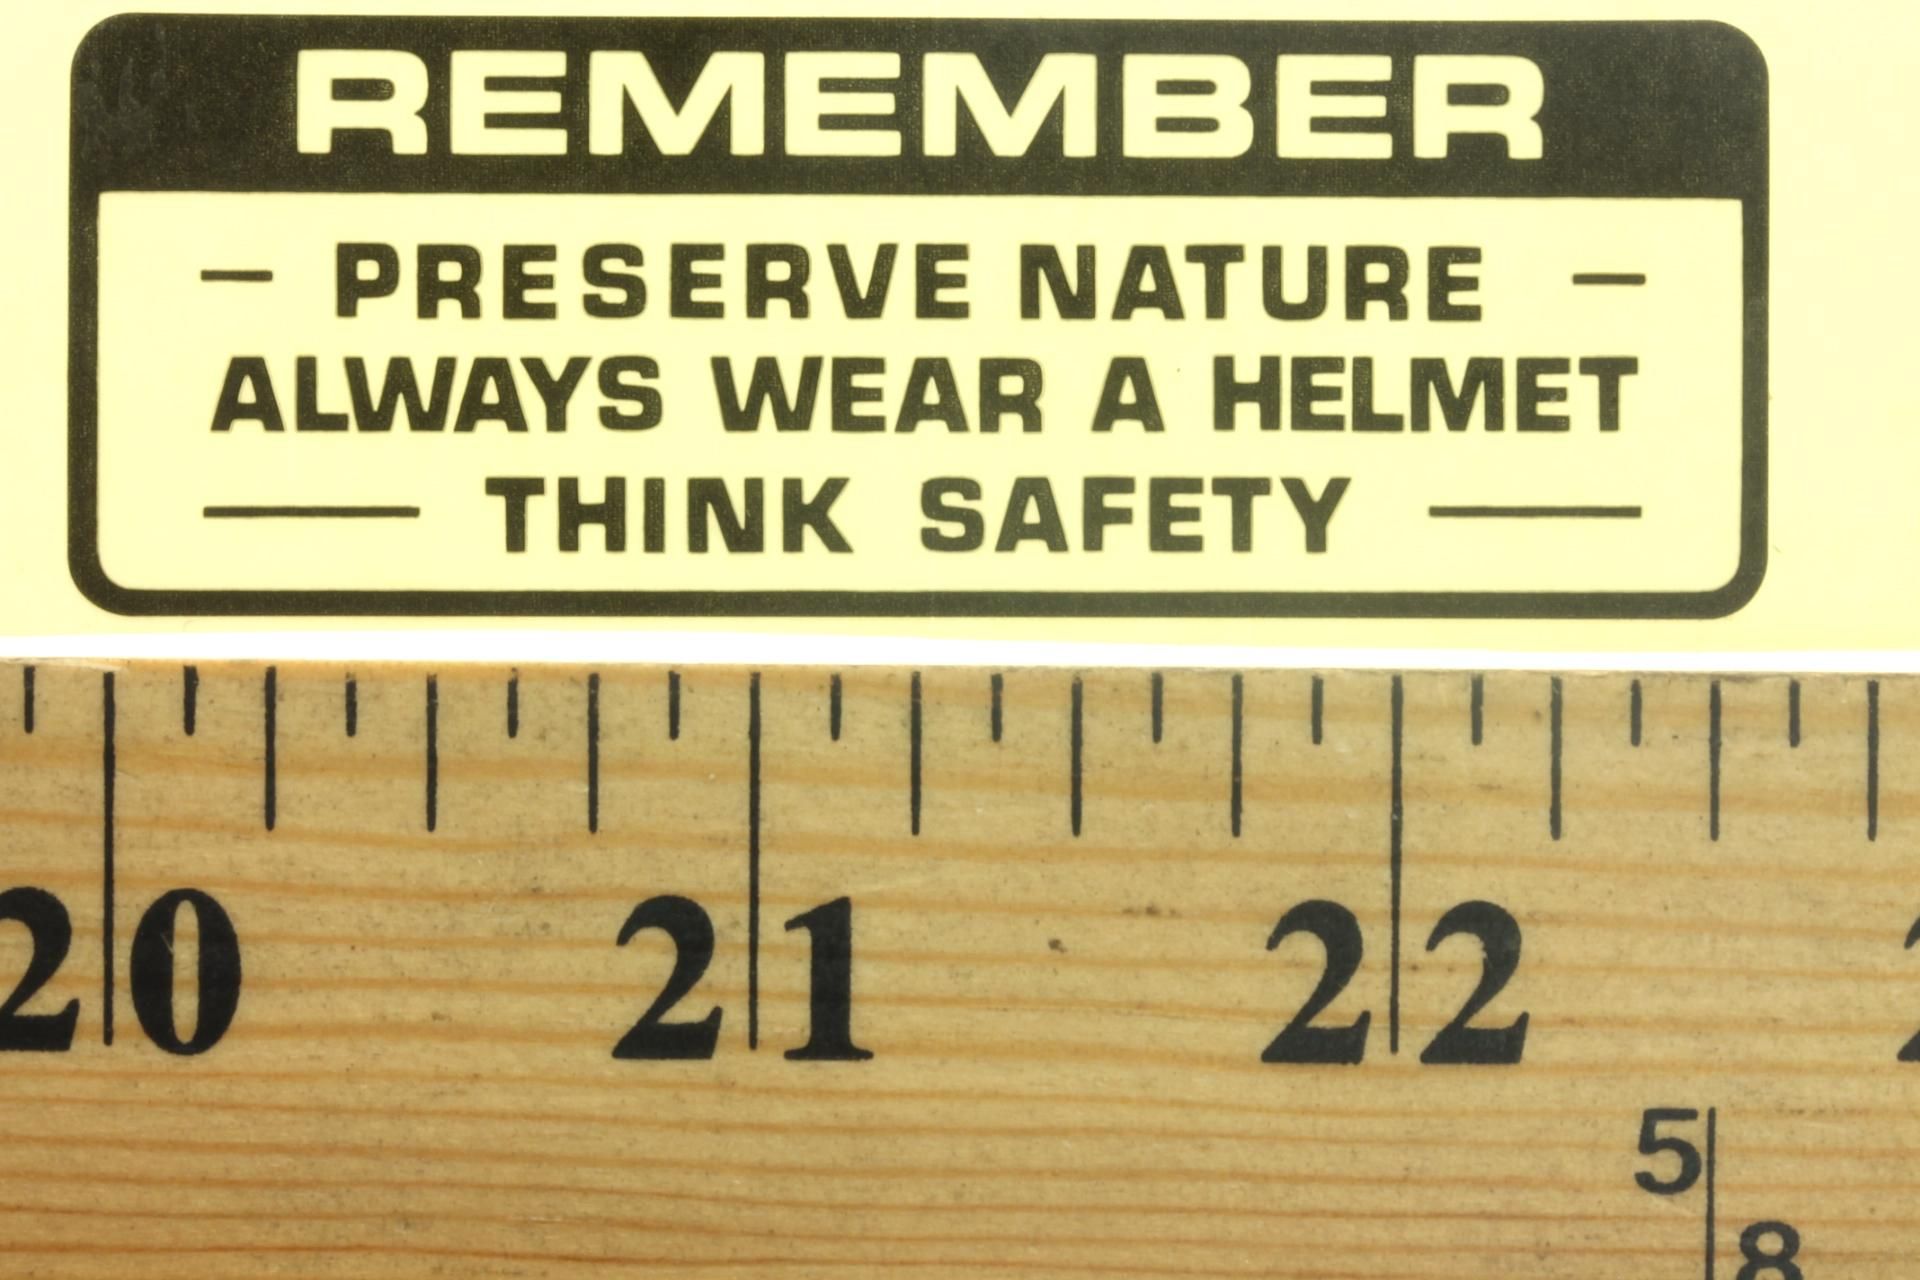 REMEMBER
— PRESERVE NATURE —
ALWAYS WEAR A HELMET
— THINK SAFETY —
20 21 22
5
8